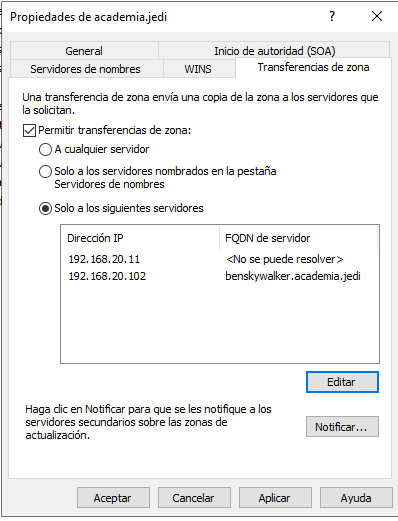 Propiedades de academia.jedi
General
Inicio de autoridad (SOA)
Servidores de nombres
WINS
Transferencias de zona
Una transferencia de zona envía una copia de la zona a los servidores que
la solicitan.
Permitir transferencias de zona:
A cualquier servidor
Solo a los servidores nombrados en la pestaña
Servidores de nombres
Solo a los siguientes servidores
Dirección IP
FQDN de servidor
192.168.20.11
<No se puede resolver>
192.168.20.102
benskywalker.academia.jedi
Editar
Haga clic en Notificar para que se les notifique a los
servidores secundarios sobre las zonas de
actualización.
Notificar...
Aceptar
Cancelar
Aplicar
Ayuda